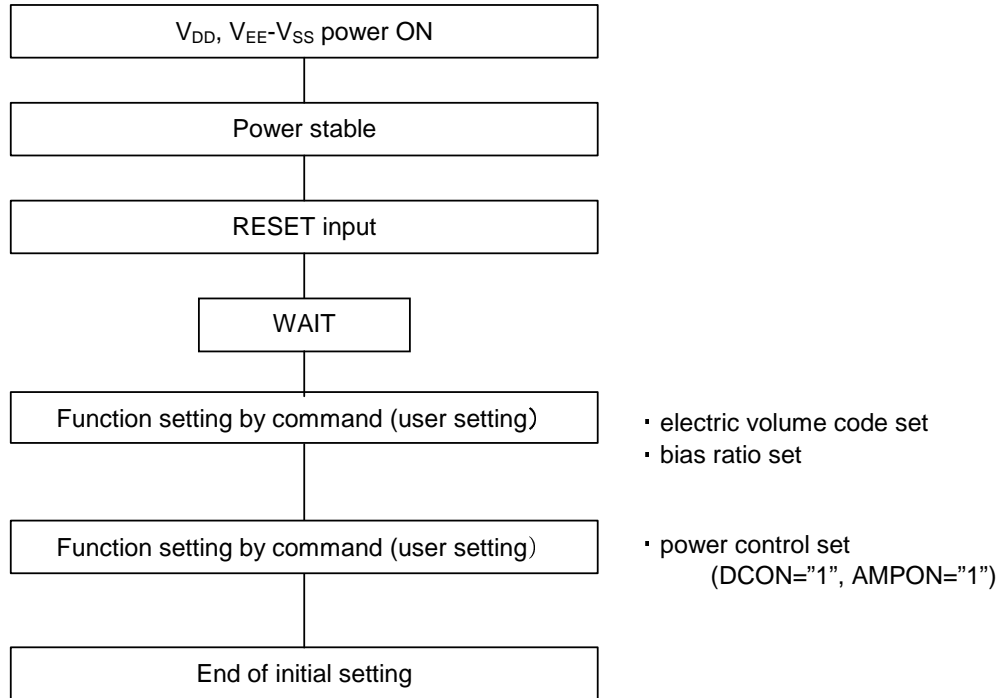 VDD, VEE-VSS power ON
Power stable
RESET input
WAIT
Function setting by command (user setting）
・electric volume code set
・bias ratio set
Function setting by command (user setting）
・power control set
(DCON=”1”, AMPON=”1”)
End of initial setting